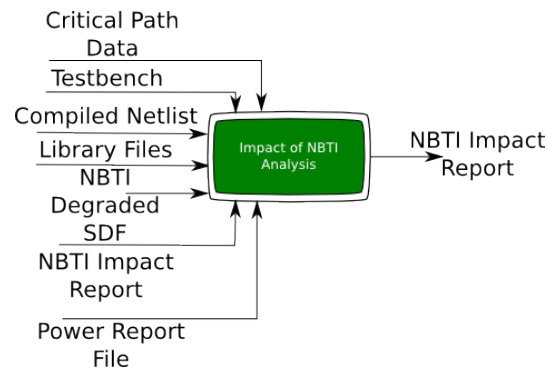 Critical Path
Data
Testbench
Compiled Netlist
Library Files
NBTI
Degraded
SDF
NBTI Impact
Report
Power Report
File
Impact of NBTI
Analysis
NBTI Impact
Report